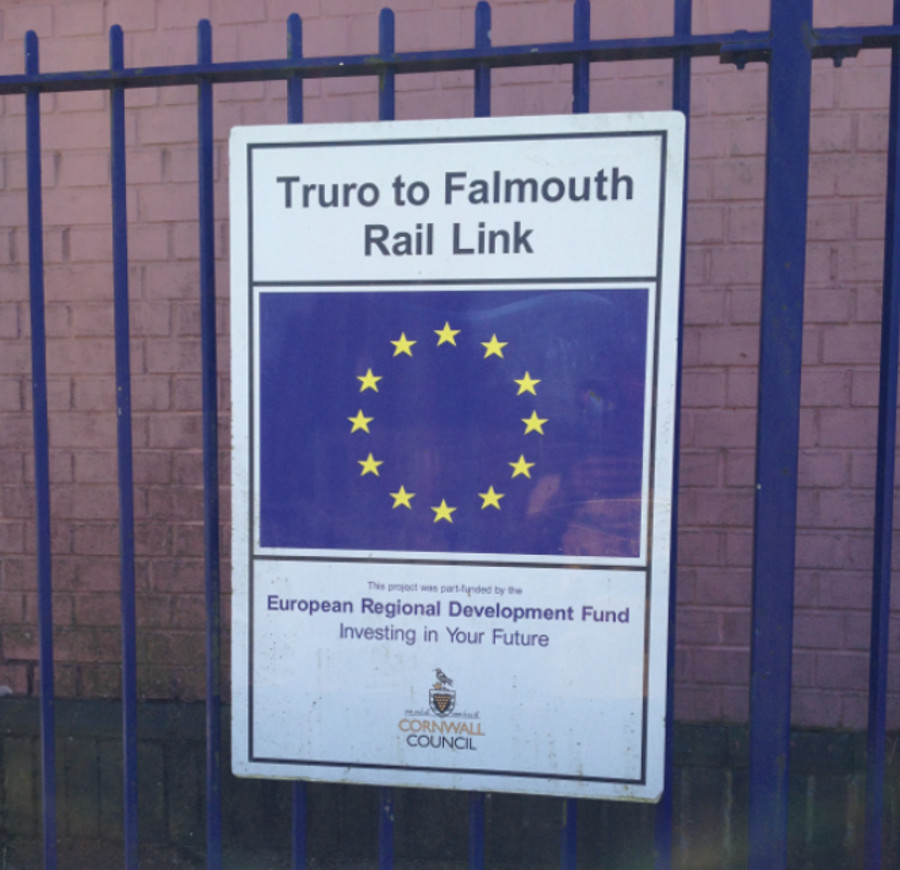 Truro to Falmouth
Rail Link
This project was part-funded by the
European Regional Development Fund
Investing in Your Future
CORNWALL
COUNCIL